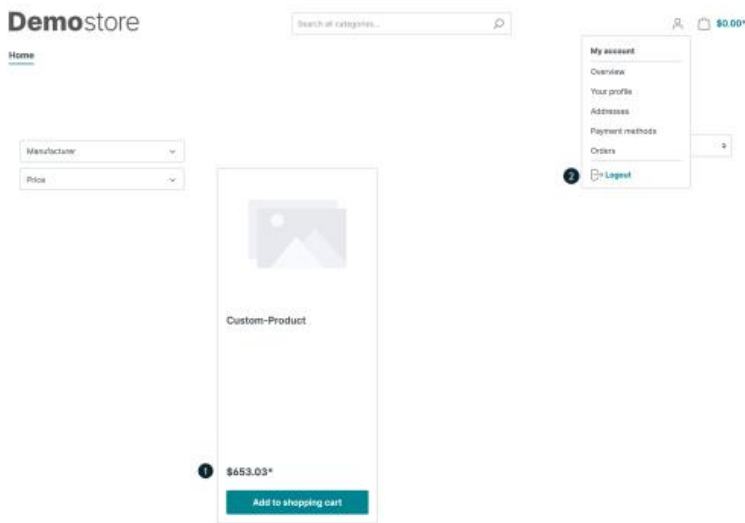 Demostore
Search all categories...
$0.00*
Home
My account
Overview
Your profile
Addresses
Payment methods
Orders
2
Logout
Manufacturer
Price
Custom-Product
1
$653.03*
Add to shopping cart